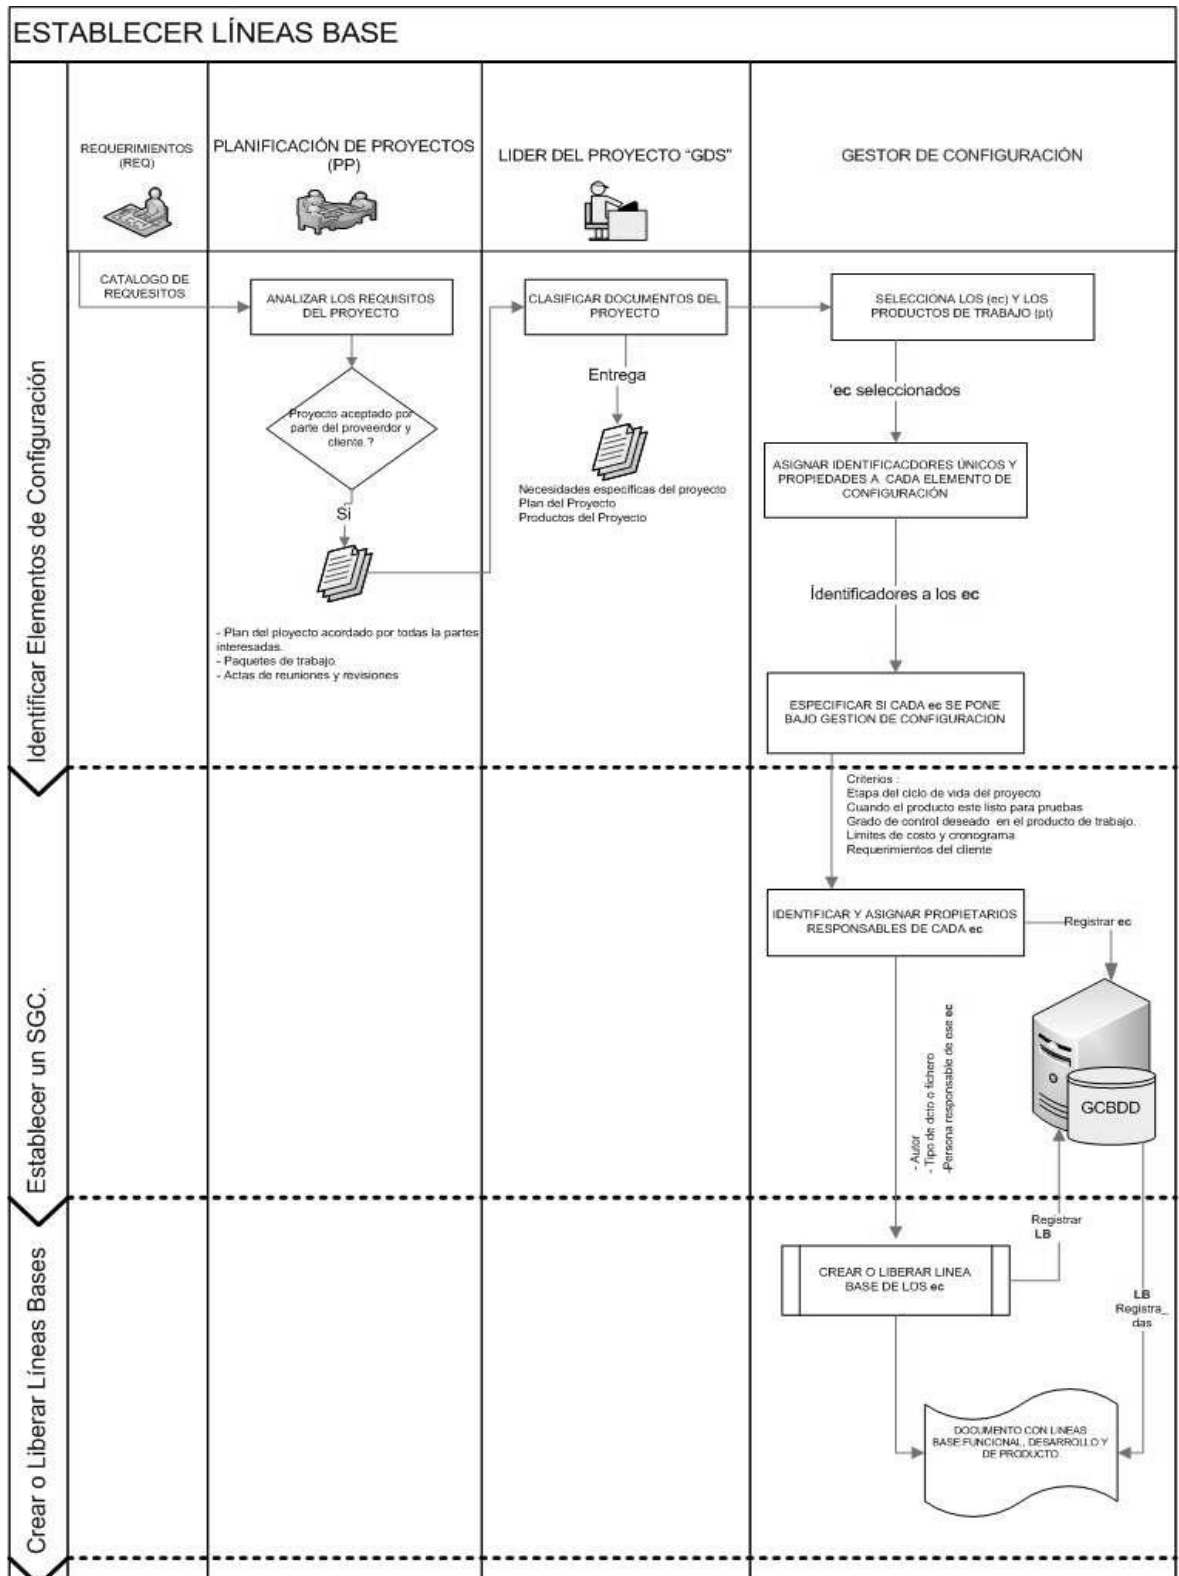 ESTABLECER LÍNEAS BASE
REQUERIMIENTOS
(REQ)
PLANIFICACIÓN DE PROYECTOS
(PP)
LIDER DEL PROYECTO "GDS"
GESTOR DE CONFIGURACIÓN
Identificar Elementos de Configuración
CATALOGO DE
REQUESITOS
ANALIZAR LOS REQUISITOS
DEL PROYECTO
CLASIFICAR DOCUMENTOS DEL
PROYECTO
SELECCIONA LOS (ec) Y LOS
PRODUCTOS DE TRABAJO (pt)
Proyecto aceptado por
parte del proveerdor y
cliente ?
Si
- Plan del proyecto acordado por todas la partes
interesadas.
- Paquetes de trabajo.
- Actas de reuniones y revisiones
Entrega
Necesidades específicas del proyecto
Plan del Proyecto
Productos del Proyecto
'ec seleccionados
ASIGNAR IDENTIFICACDORES ÚNICOS Y
PROPIEDADES A CADA ELEMENTO DE
CONFIGURACIÓN
Ídentificadores a los ec
ESPECIFICAR SI CADA ec SE PONE
BAJO GESTION DE CONFIGURACION
Establecer un SGC.
Criterios :
Etapa del ciclo de vida del proyecto
Cuando el producto este listo para pruebas
Grado de control deseado en el producto de trabajo.
Limites de costo y cronograma.
Requerimientos del cliente
IDENTIFICAR Y ASIGNAR PROPIETARIOS
RESPONSABLES DE CADA ec
Registrar ec
- Autor
- Tipo de dcto o fichero
-Persona responsable de ese ec
GCBDD
Crear o Liberar Líneas Bases
Registrar
LB
CREAR O LIBERAR LINEA
BASE DE LOS ec
LB
Registra_
das
DOCUMENTO CON LINEAS
BASE:FUNCIONAL, DESARROLLO Y
DE PRODUCTO